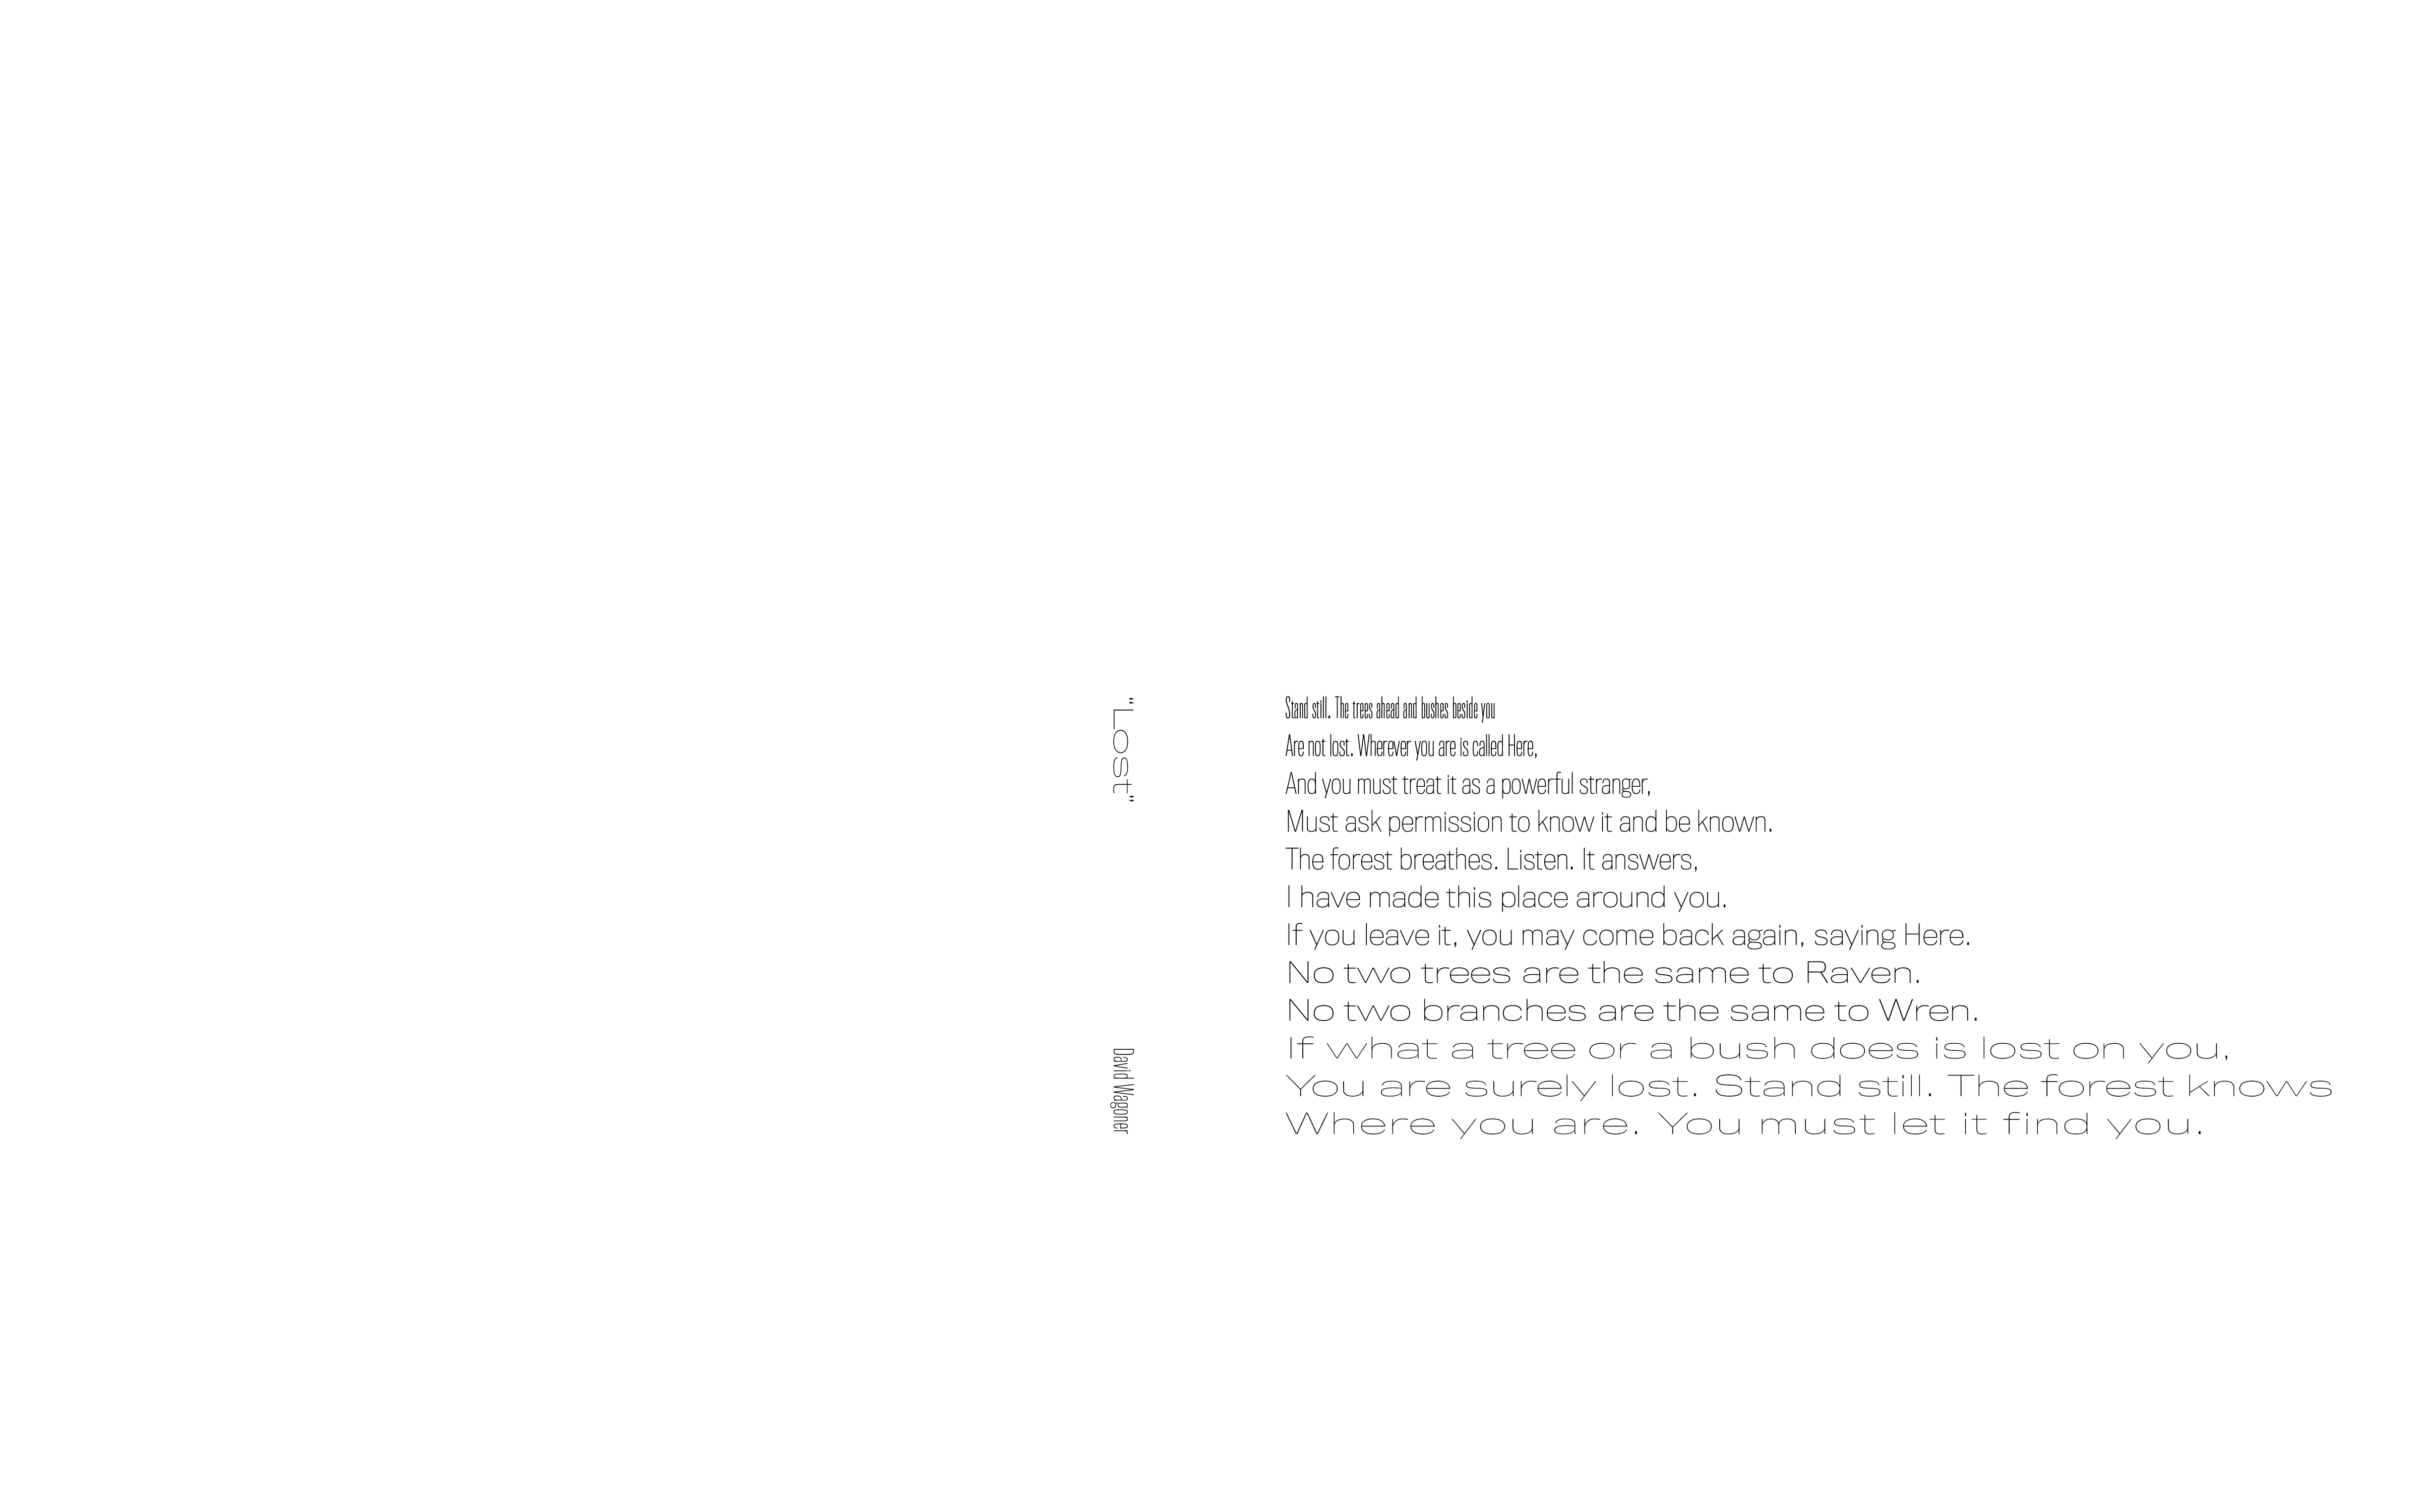 "Lost"
David Wagoner
Stand still. The trees ahead and bushes beside you
Are not lost. Wherever you are is called Here,
And you must treat it as a powerful stranger,
Must ask permission to know it and be known.
The forest breathes. Listen. It answers,
I have made this place around you.
If you leave it, you may come back again, saying Here.
No two trees are the same to Raven.
No two branches are the same to Wren.
If what a tree or a bush does is lost on you,
You are surely lost. Stand still. The forest knows
Where you are. You must let it find you.